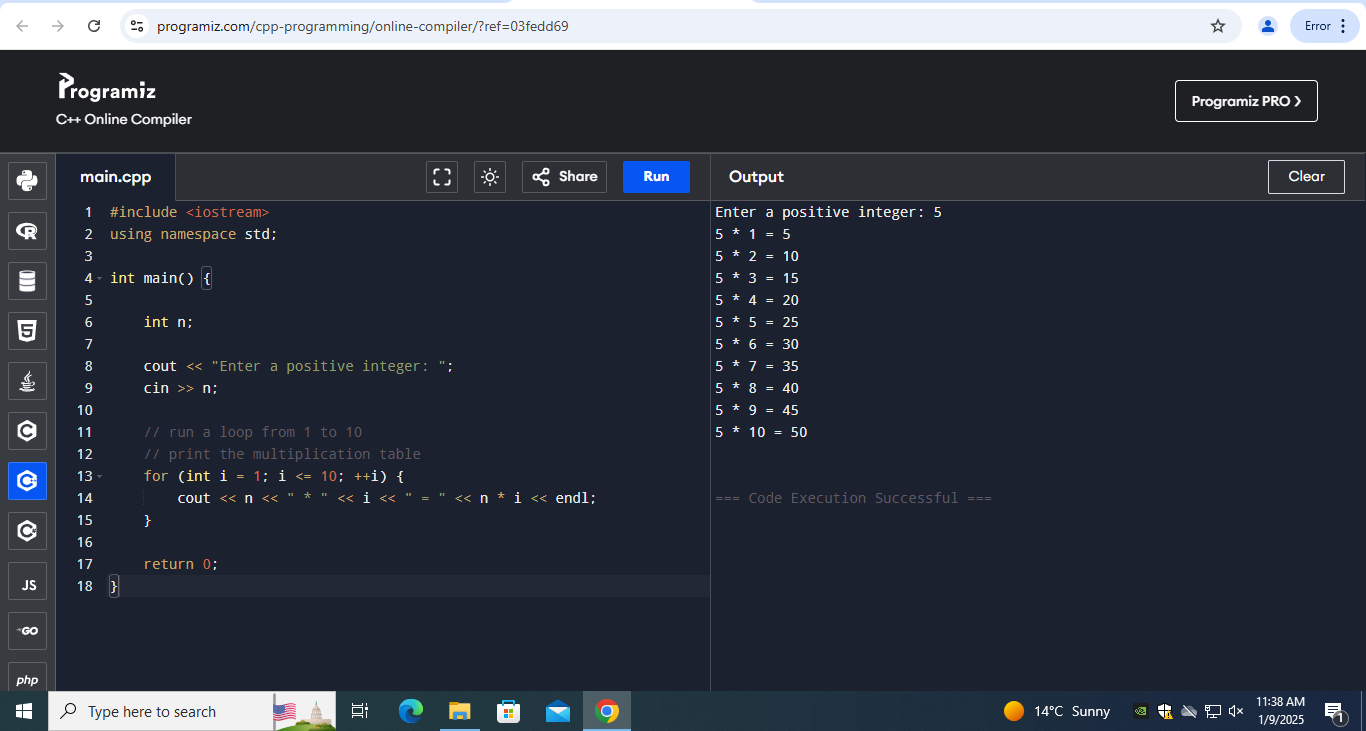 programiz.com/cpp-programming/online-compiler/?ref=03fedd69
Error
Programiz
C++ Online Compiler
Programiz PRO ❯
main.cpp
Share
Run
Output
Clear
1 #include <iostream>
2 using namespace std;
3
4 int main() {
5
6 int n;
7
8 cout << "Enter a positive integer: ";
9 cin >> n;
10
11 // run a loop from 1 to 10
12 // print the multiplication table
13 for (int i = 1; i <= 10; ++i) {
14 cout << n << " * " << i << " = " << n * i << endl;
15 }
16
17 return 0;
18 }
Enter a positive integer: 5
5 * 1 = 5
5 * 2 = 10
5 * 3 = 15
5 * 4 = 20
5 * 5 = 25
5 * 6 = 30
5 * 7 = 35
5 * 8 = 40
5 * 9 = 45
5 * 10 = 50
=== Code Execution Successful ===
R
5
C
C
C
JS
GO
php
Type here to search
14°C Sunny
11:38 AM
1/9/2025
1